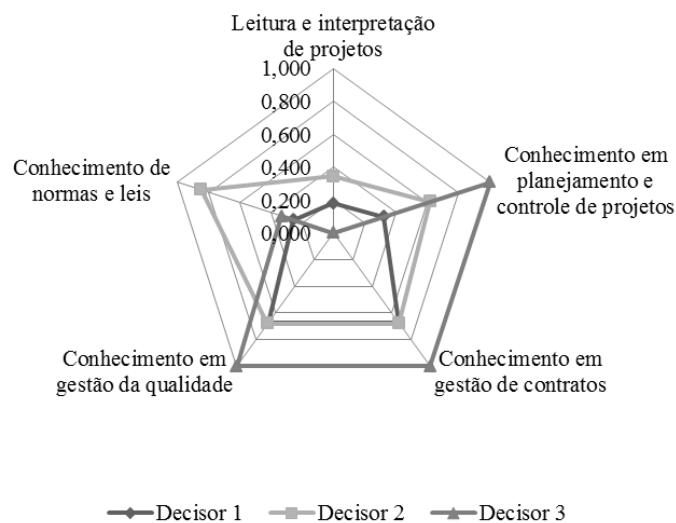 Leitura e interpretação
de projetos
1,000
0,800
0,600
0,400
0,200
0,000
Conhecimento em
planejamento e
controle de projetos
Conhecimento de
normas e leis
Conhecimento em
gestão da qualidade
Conhecimento em
gestão de contratos
Decisor 1 Decisor 2 Decisor 3